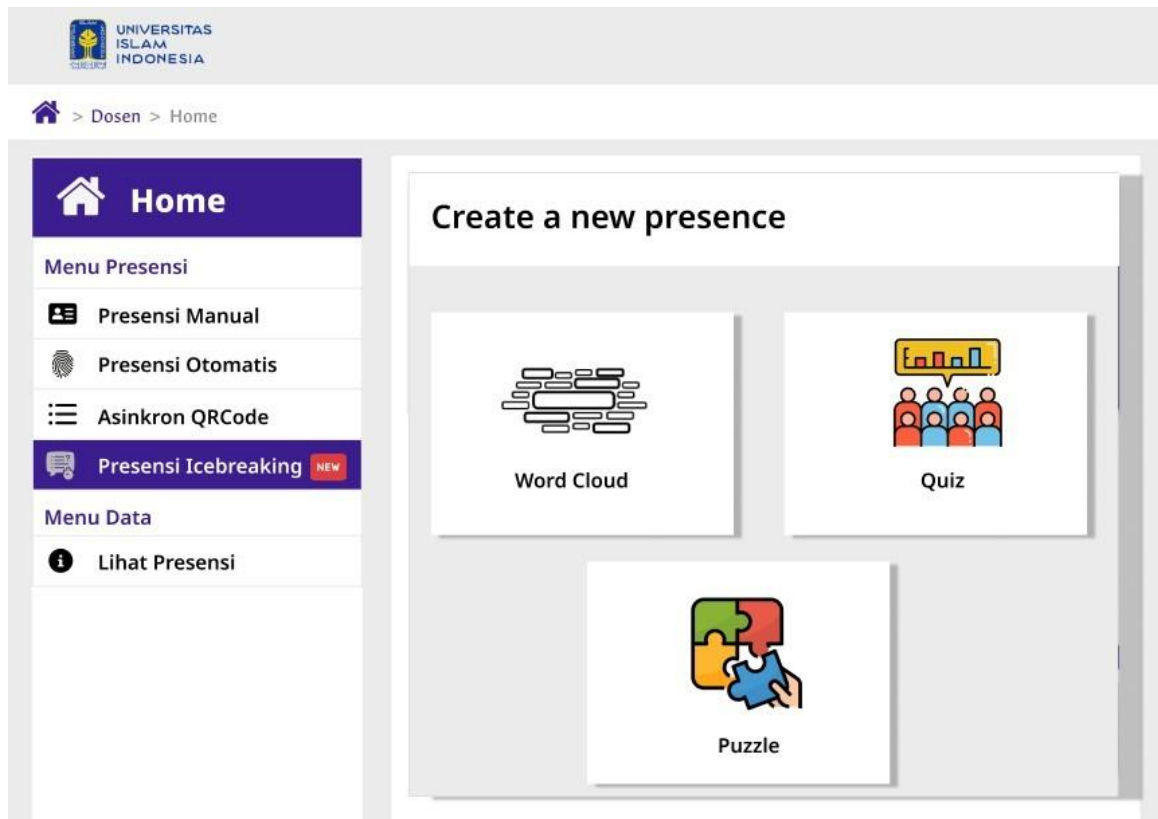 UNIVERSITAS
ISLAM
INDONESIA
> Dosen > Home
Home
Menu Presensi
Presensi Manual
Presensi Otomatis
Asinkron QRCode
Presensi Icebreaking NEW
Menu Data
Lihat Presensi
Create a new presence
Word Cloud
Quiz
Puzzle